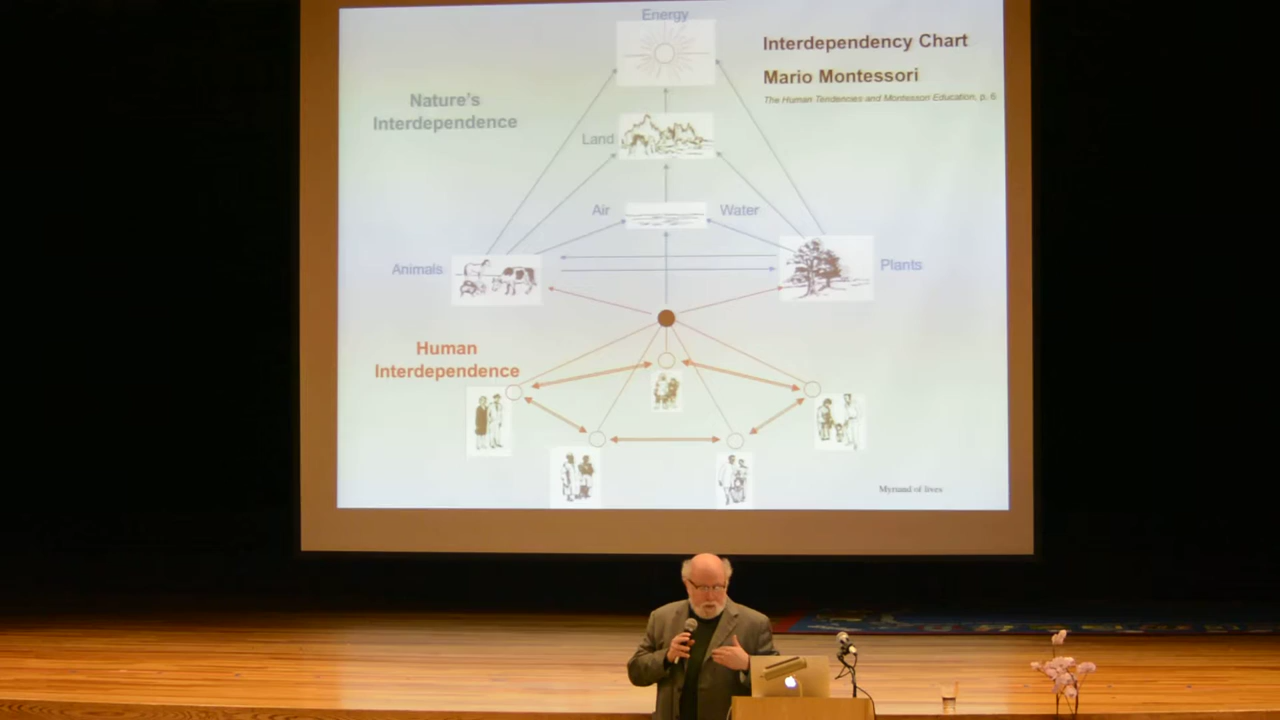 Energy
Interdependency Chart
Mario Montessori
The Human Tendencies and Montessori Education, p. 6
Nature's
Interdependence
Land
Air
Water
Animals
Plants
Human
Interdependence
Myriand of lives